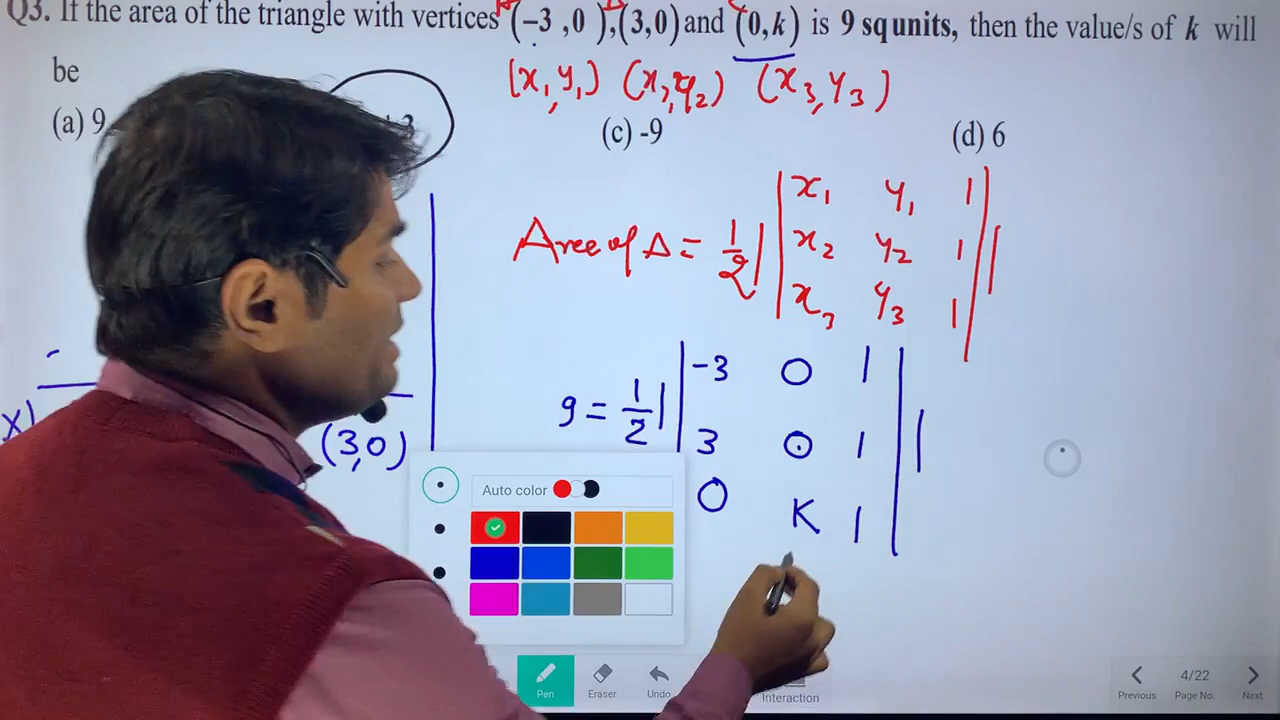 Q3. If the area of the triangle with vertices (−3 ,0 ),(3,0) and (0,k) is 9 squnits, then the value/s of k will
be
(x₁,y₁) (x₂,y₂) (x₃,y₃)
(a) 9
(c) -9
(d) 6
Area of Δ = 1/2 | | x₁ y₁ 1 | |
x₂ y₂ 1
x₃ y₃ 1
9 = 1/2 | | -3 0 1 | |
3 0 1
0 K 1
(3,0)
Auto color
Pen
Eraser
Undo
Interaction
Previous
4/22
Page No.
Next